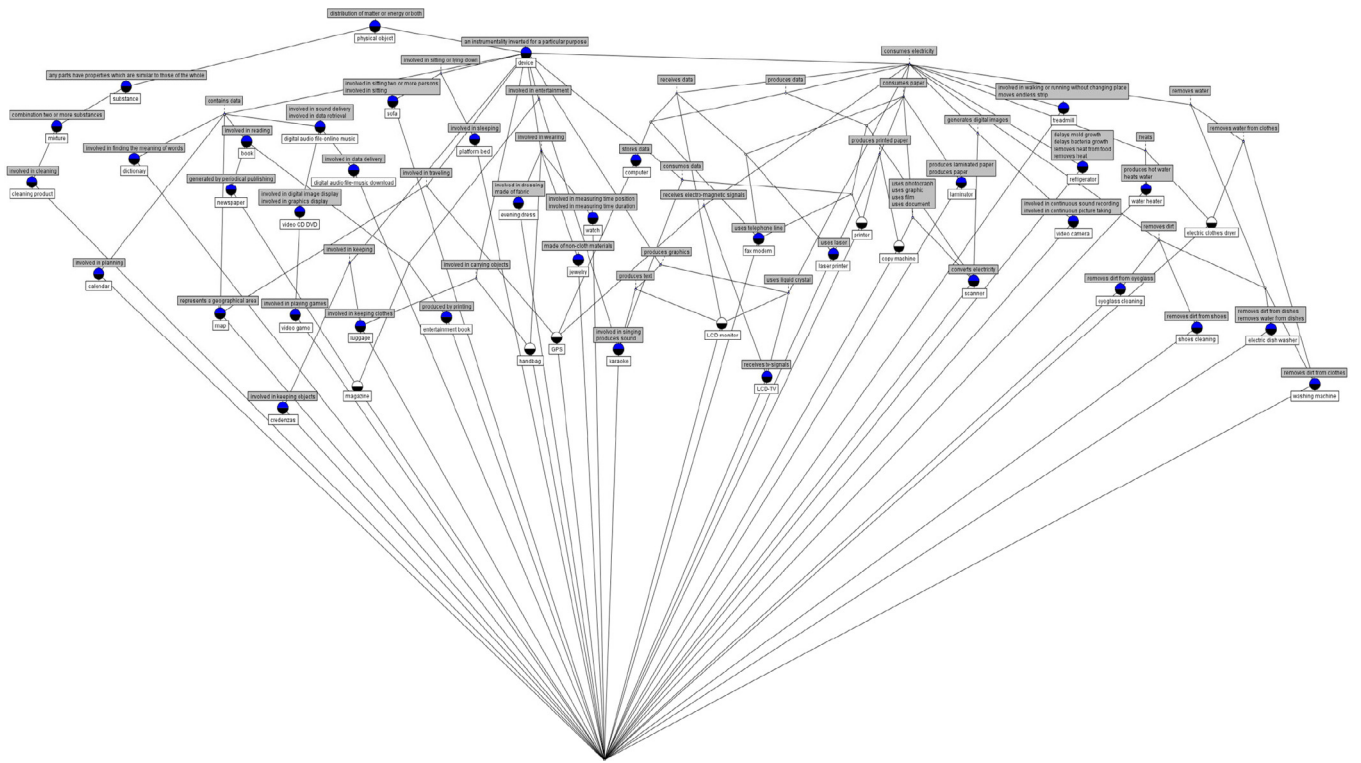 distribution of matter or energy or both
physical object
an instrumentality invented for a particular purpose
device
consumes electricity
involved in sitting or lying down
any parts have properties which are similar to those of the whole
substance
receives data
produces data
consumes paper
involved in sitting two or more persons
involved in sitting
sofa
involved in entertainment
involved in walking or running without changing place
moves endless strip
treadmill
removes water
contains data
combination two or more substances
mixture
involved in sound delivery
involved in data retrieval
digital audio file-online music
generates digital images
involved in reading
book
involved in sleeping
platform bed
involved in wearing
produces printed paper
delays mold growth
delays bacteria growth
removes heat from food
removes heat
refrigerator
heats
removes water from clothes
involved in finding the meaning of words
dictionary
involved in data delivery
digital audio-file-music download
stores data
computer
consumes data
produces laminated paper
produces paper
laminator
produces hot water
heats water
water heater
involved in cleaning
cleaning product
generated by periodical publishing
newspaper
involved in traveling
involved in digital image display
involved in graphics display
video CD DVD
made of fabric
evening dress
receives electro-magnetic signals
uses graphic
uses film
uses document
involved in measuring time position
involved in measuring time duration
watch
involved in continuous sound recording
involved in continuous picture taking
video camera
uses telephone line
fax modem
printer
uses laser
laser printer
copy machine
electric clothes drier
removes dirt
involved in planning
calendar
involved in keeping
involved in carrying objects
made of non-cloth materials
jewelry
produces graphics
produces text
uses liquid crystal
converts electricity
scanner
removes dirt from eyeglass
eyeglass cleaning
represents a geographical area
map
involved in playing games
video game
involved in keeping clothes
luggage
produced by printing
entertainment book
handbag
GPS
involved in singing
produces sound
karaoke
LCD monitor
removes dirt from shoes
shoes cleaning
removes dirt from dishes
removes water from dishes
electric dish washer
receives tv-signals
LCD-TV
removes dirt from clothes
washing machine
magazine
involved in keeping objects
credenzas